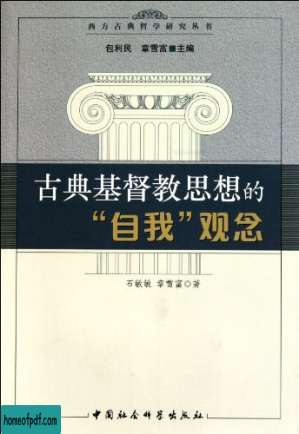 西方古典哲学研究丛书
包利民 章雪富■主编
古典基督教思想的
“自我”观念
石敏敏 章雪富■著
中国社会科学出版社
homeofpdf.com
homeofpdf.com